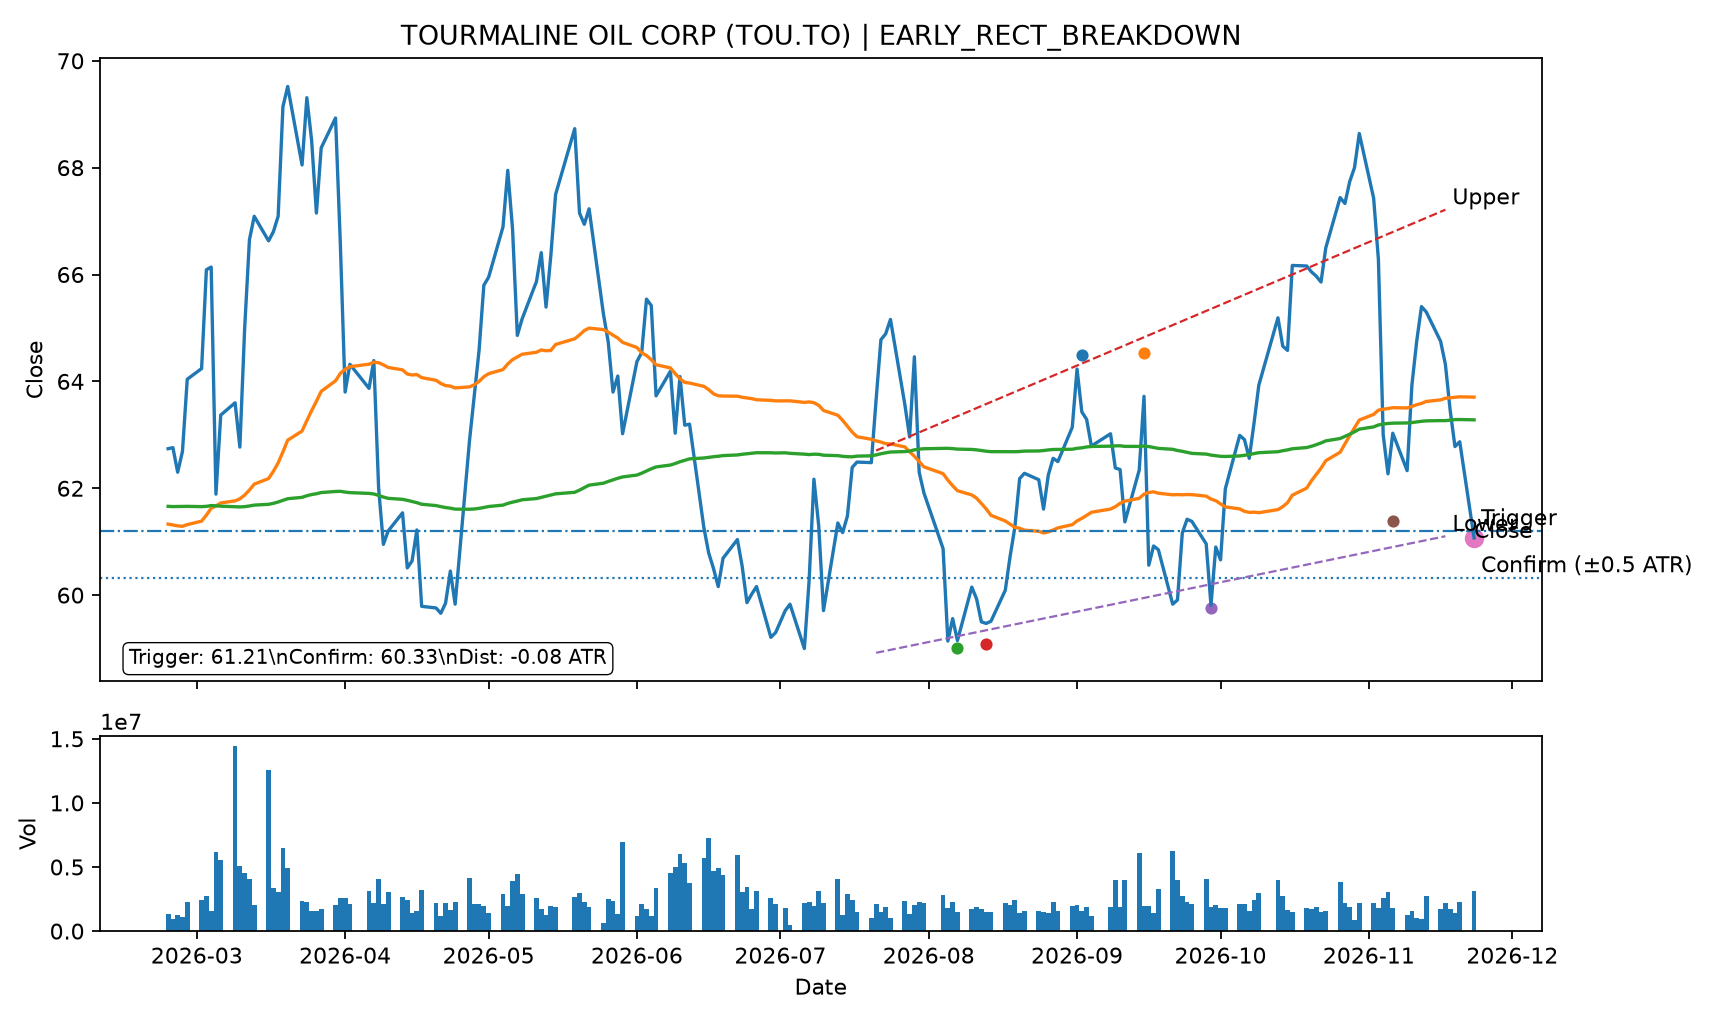 TOURMALINE OIL CORP (TOU.TO) | EARLY_RECT_BREAKDOWN
70
68
66
64
62
60
Close
Upper
Trigger
Lower
Close
Confirm (±0.5 ATR)
Trigger: 61.21\nConfirm: 60.33\nDist: -0.08 ATR
1e7
1.5
1.0
0.5
0.0
Vol
2026-03 2026-04 2026-05 2026-06 2026-07 2026-08 2026-09 2026-10 2026-11 2026-12
Date